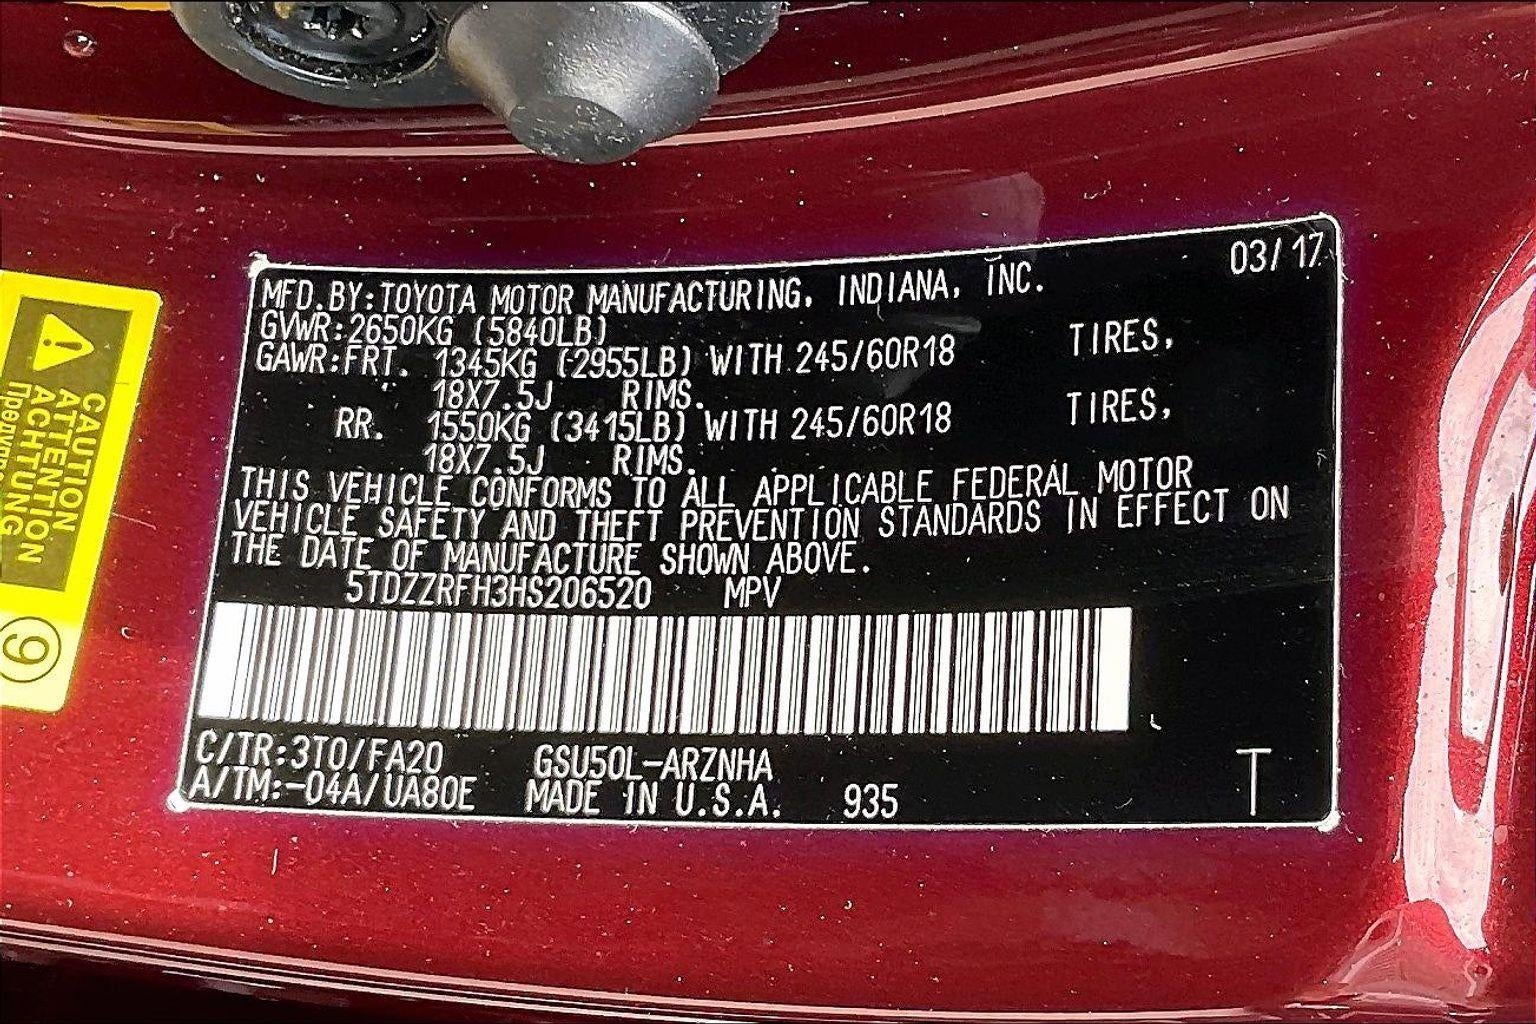 03/17
MFD.BY:TOYOTA MOTOR MANUFACTURING, INDIANA, INC.
GVWR:2650KG (5840LB)
GAWR:FRT. 1345KG (2955LB) WITH 245/60R18 TIRES,
18X7.5J RIMS.
RR. 1550KG (3415LB) WITH 245/60R18 TIRES,
18X7.5J RIMS.
THIS VEHICLE CONFORMS TO ALL APPLICABLE FEDERAL MOTOR
VEHICLE SAFETY AND THEFT PREVENTION STANDARDS IN EFFECT ON
THE DATE OF MANUFACTURE SHOWN ABOVE.
5TDZZRFH3HS206520 MPV
C/TR:3T0/FA20 GSU50L-ARZNHA
A/TM:-04A/UA80E MADE IN U.S.A. 935
T
CAUTION
ATTENTION
ACHTUNG
9